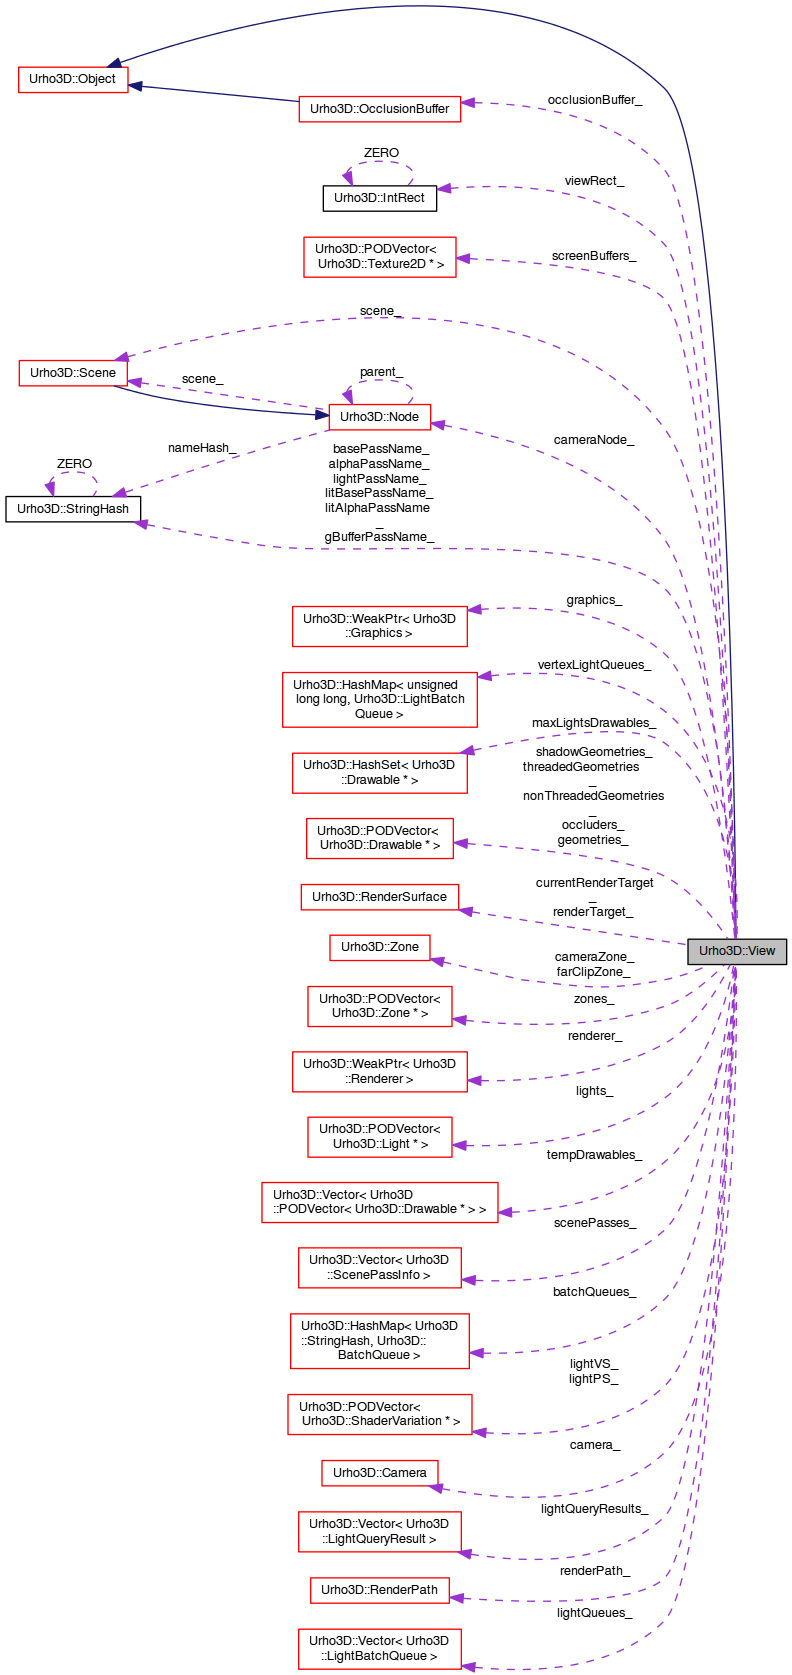 Urho3D::Object
Urho3D::OcclusionBuffer
occlusionBuffer_
ZERO
viewRect_
Urho3D::IntRect
Urho3D::PODVector<
Urho3D::Texture2D * >
screenBuffers_
scene_
Urho3D::Scene
scene_
parent_
Urho3D::Node
cameraNode_
nameHash_
ZERO
Urho3D::StringHash
basePassName_
alphaPassName_
lightPassName_
litBasePassName_
litAlphaPassName
_
gBufferPassName_
graphics_
Urho3D::WeakPtr< Urho3D
::Graphics >
vertexLightQueues_
Urho3D::HashMap< unsigned
long long, Urho3D::LightBatch
Queue >
maxLightsDrawables_
Urho3D::HashSet< Urho3D
::Drawable * >
shadowGeometries_
threadedGeometries
_
nonThreadedGeometries
_
occluders_
geometries_
Urho3D::PODVector<
Urho3D::Drawable * >
currentRenderTarget
_
renderTarget_
Urho3D::RenderSurface
Urho3D::View
Urho3D::Zone
cameraZone_
farClipZone_
Urho3D::PODVector<
Urho3D::Zone * >
zones_
renderer_
Urho3D::WeakPtr< Urho3D
::Renderer >
lights_
Urho3D::PODVector<
Urho3D::Light * >
tempDrawables_
Urho3D::Vector< Urho3D
::PODVector< Urho3D::Drawable * > >
scenePasses_
Urho3D::Vector< Urho3D
::ScenePassInfo >
batchQueues_
Urho3D::HashMap< Urho3D
::StringHash, Urho3D::
BatchQueue >
lightVS_
lightPS_
Urho3D::PODVector<
Urho3D::ShaderVariation * >
camera_
Urho3D::Camera
lightQueryResults_
Urho3D::Vector< Urho3D
::LightQueryResult >
renderPath_
Urho3D::RenderPath
lightQueues_
Urho3D::Vector< Urho3D
::LightBatchQueue >